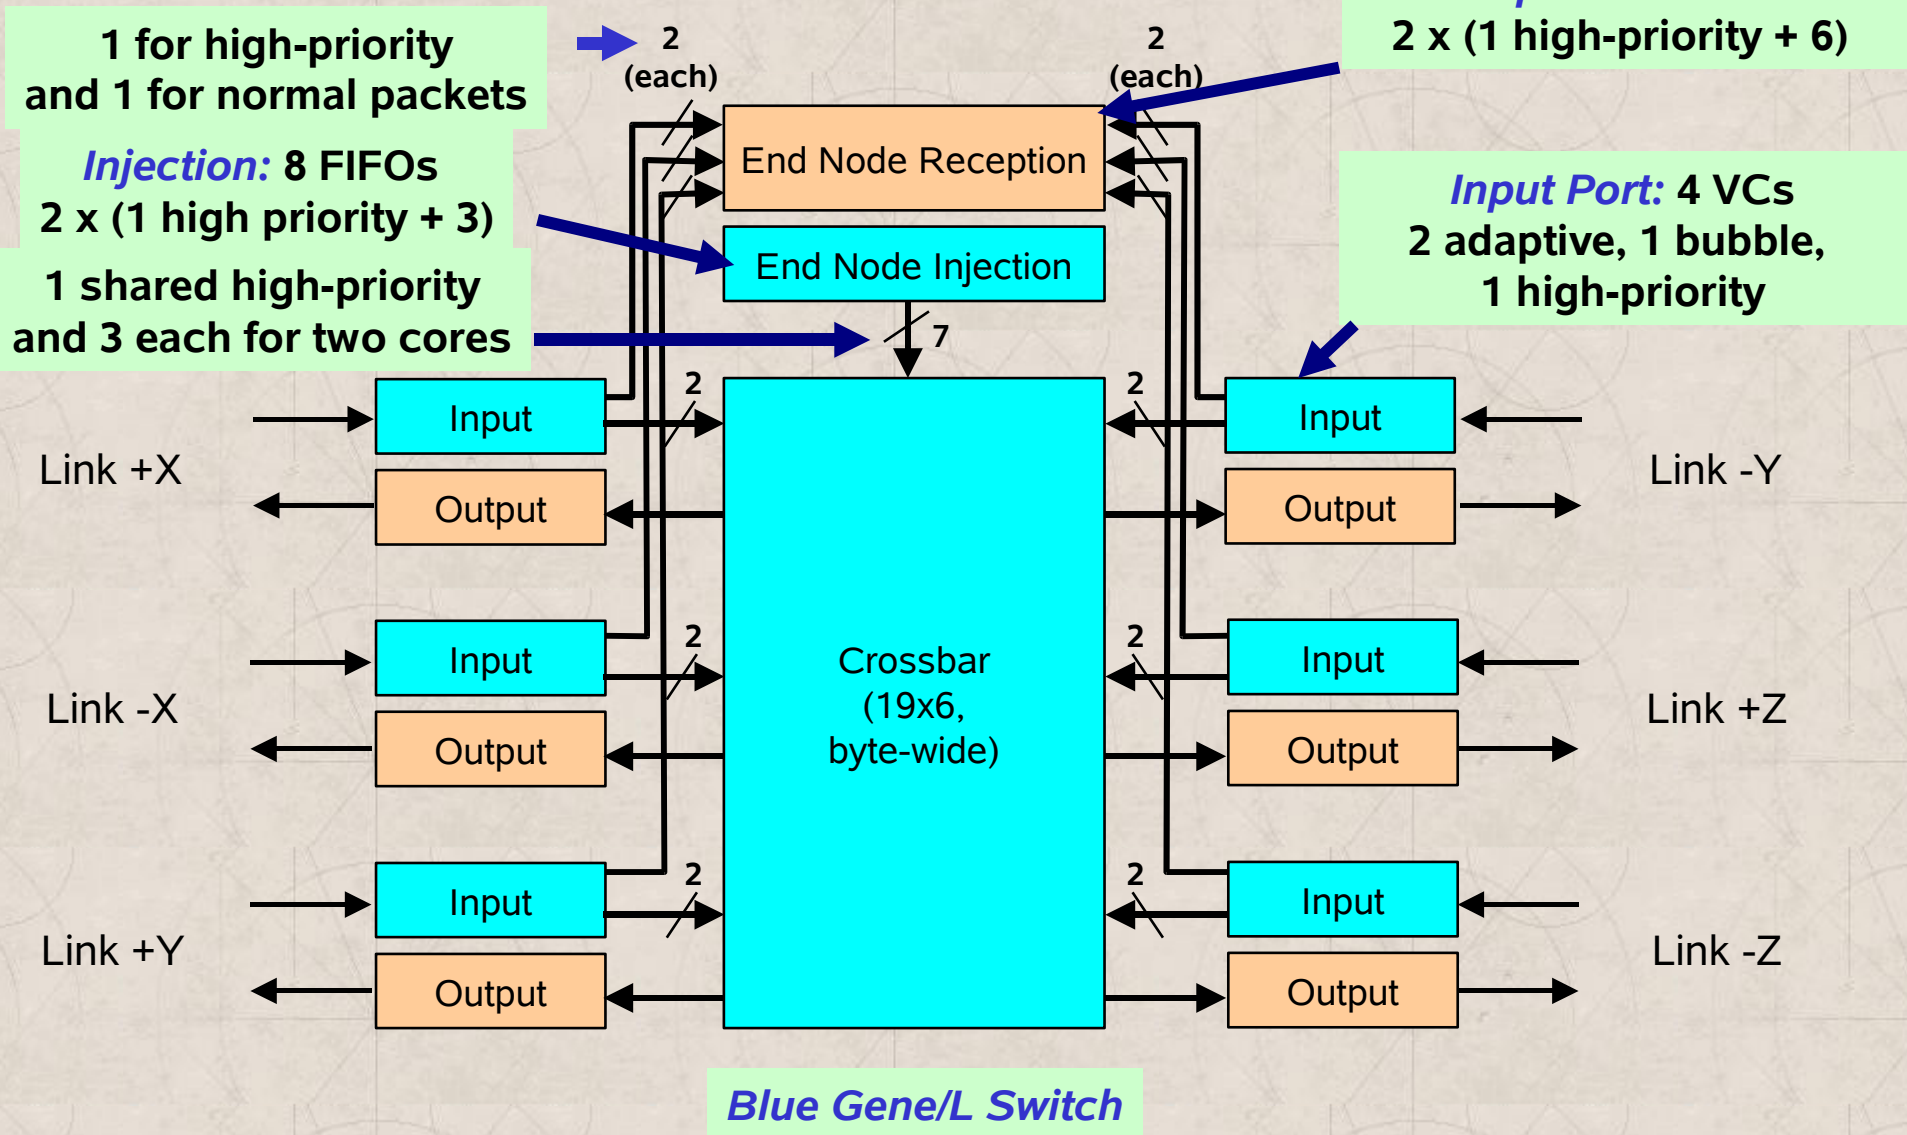 1 for high-priority
and 1 for normal packets
2
(each)
2
(each)
2 x (1 high-priority + 6)
Injection: 8 FIFOs
2 x (1 high priority + 3)
1 shared high-priority
and 3 each for two cores
End Node Reception
End Node Injection
7
Input Port: 4 VCs
2 adaptive, 1 bubble,
1 high-priority
Link +X
Input
Output
2
Link -X
Input
Output
2
Link +Y
Input
Output
2
Crossbar
(19x6,
byte-wide)
2
Input
Output
Link -Y
2
Input
Output
Link +Z
2
Input
Output
Link -Z
Blue Gene/L Switch